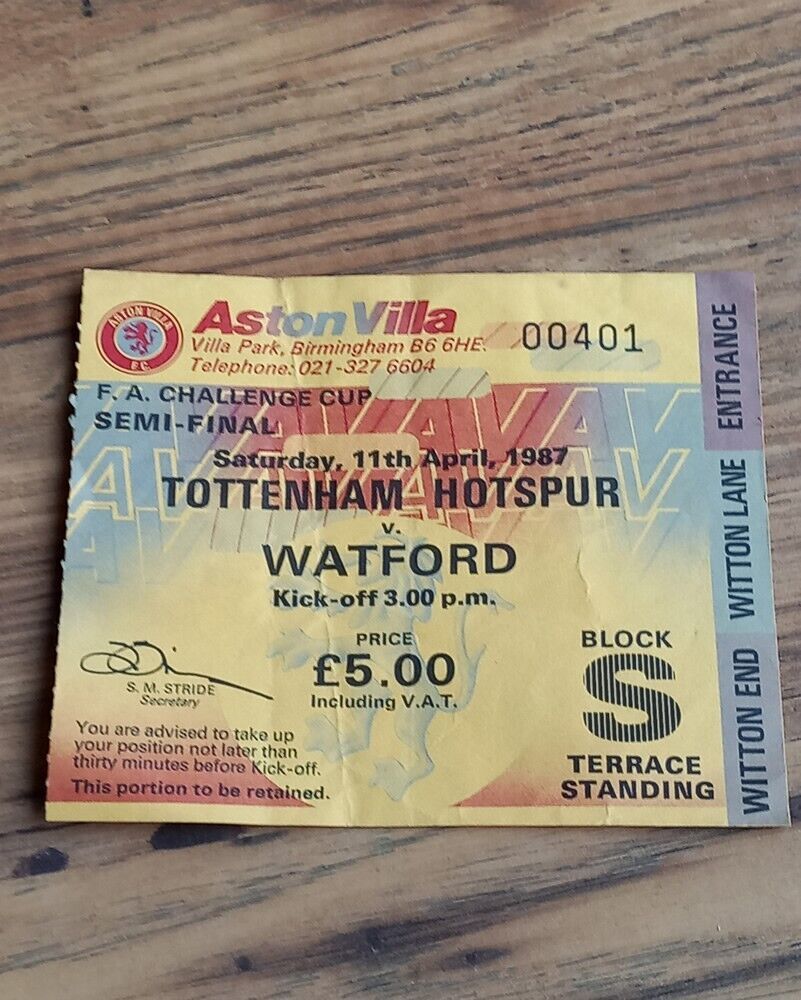 ASTON VILLA
F.C.
Aston Villa
Villa Park, Birmingham B6 6HE.
Telephone: 021-327 6604
00401
F. A. CHALLENGE CUP
SEMI-FINAL
Saturday, 11th April, 1987
TOTTENHAM HOTSPUR
v.
WATFORD
Kick-off 3.00 p.m.
PRICE
£5.00
Including V.A.T.
S. M. STRIDE
Secretary
You are advised to take up
your position not later than
thirty minutes before Kick-off.
This portion to be retained.
BLOCK
S
TERRACE
STANDING
ENTRANCE
WITTON LANE
WITTON END